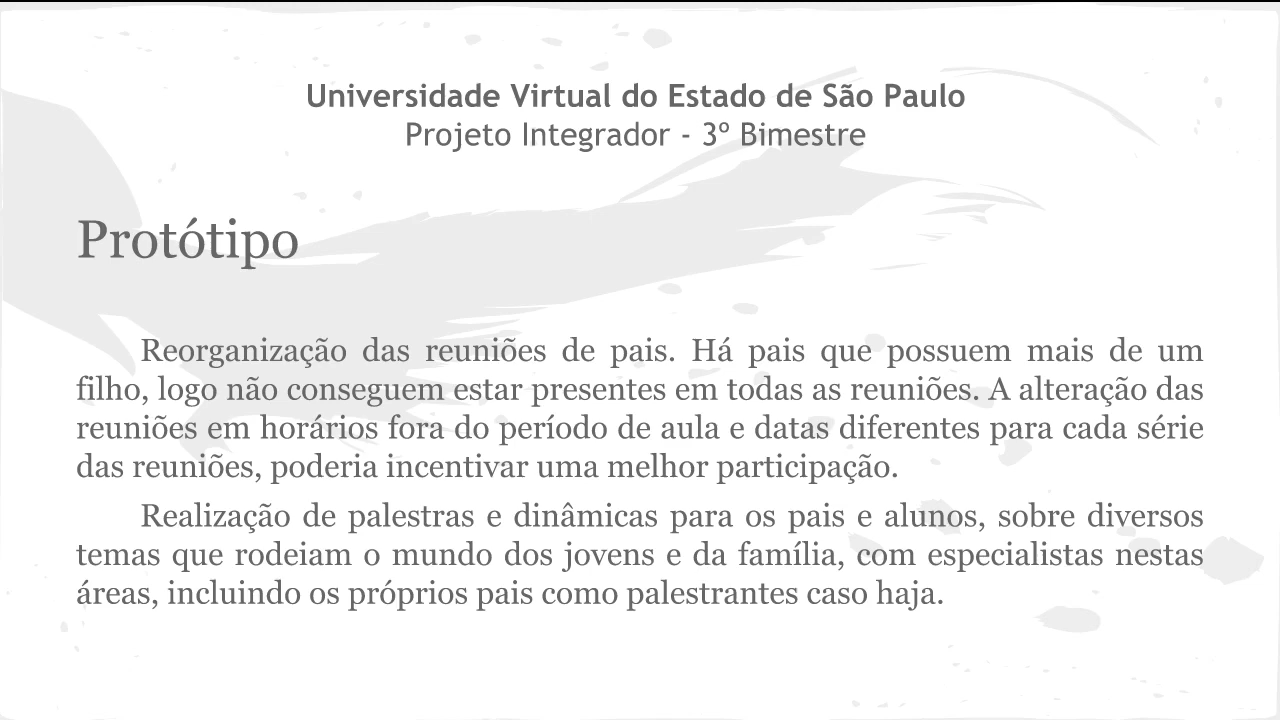 Universidade Virtual do Estado de São Paulo
Projeto Integrador - 3º Bimestre
Protótipo
Reorganização das reuniões de pais. Há pais que possuem mais de um
filho, logo não conseguem estar presentes em todas as reuniões. A alteração das
reuniões em horários fora do período de aula e datas diferentes para cada série
das reuniões, poderia incentivar uma melhor participação.
Realização de palestras e dinâmicas para os pais e alunos, sobre diversos
temas que rodeiam o mundo dos jovens e da família, com especialistas nestas
áreas, incluindo os próprios pais como palestrantes caso haja.